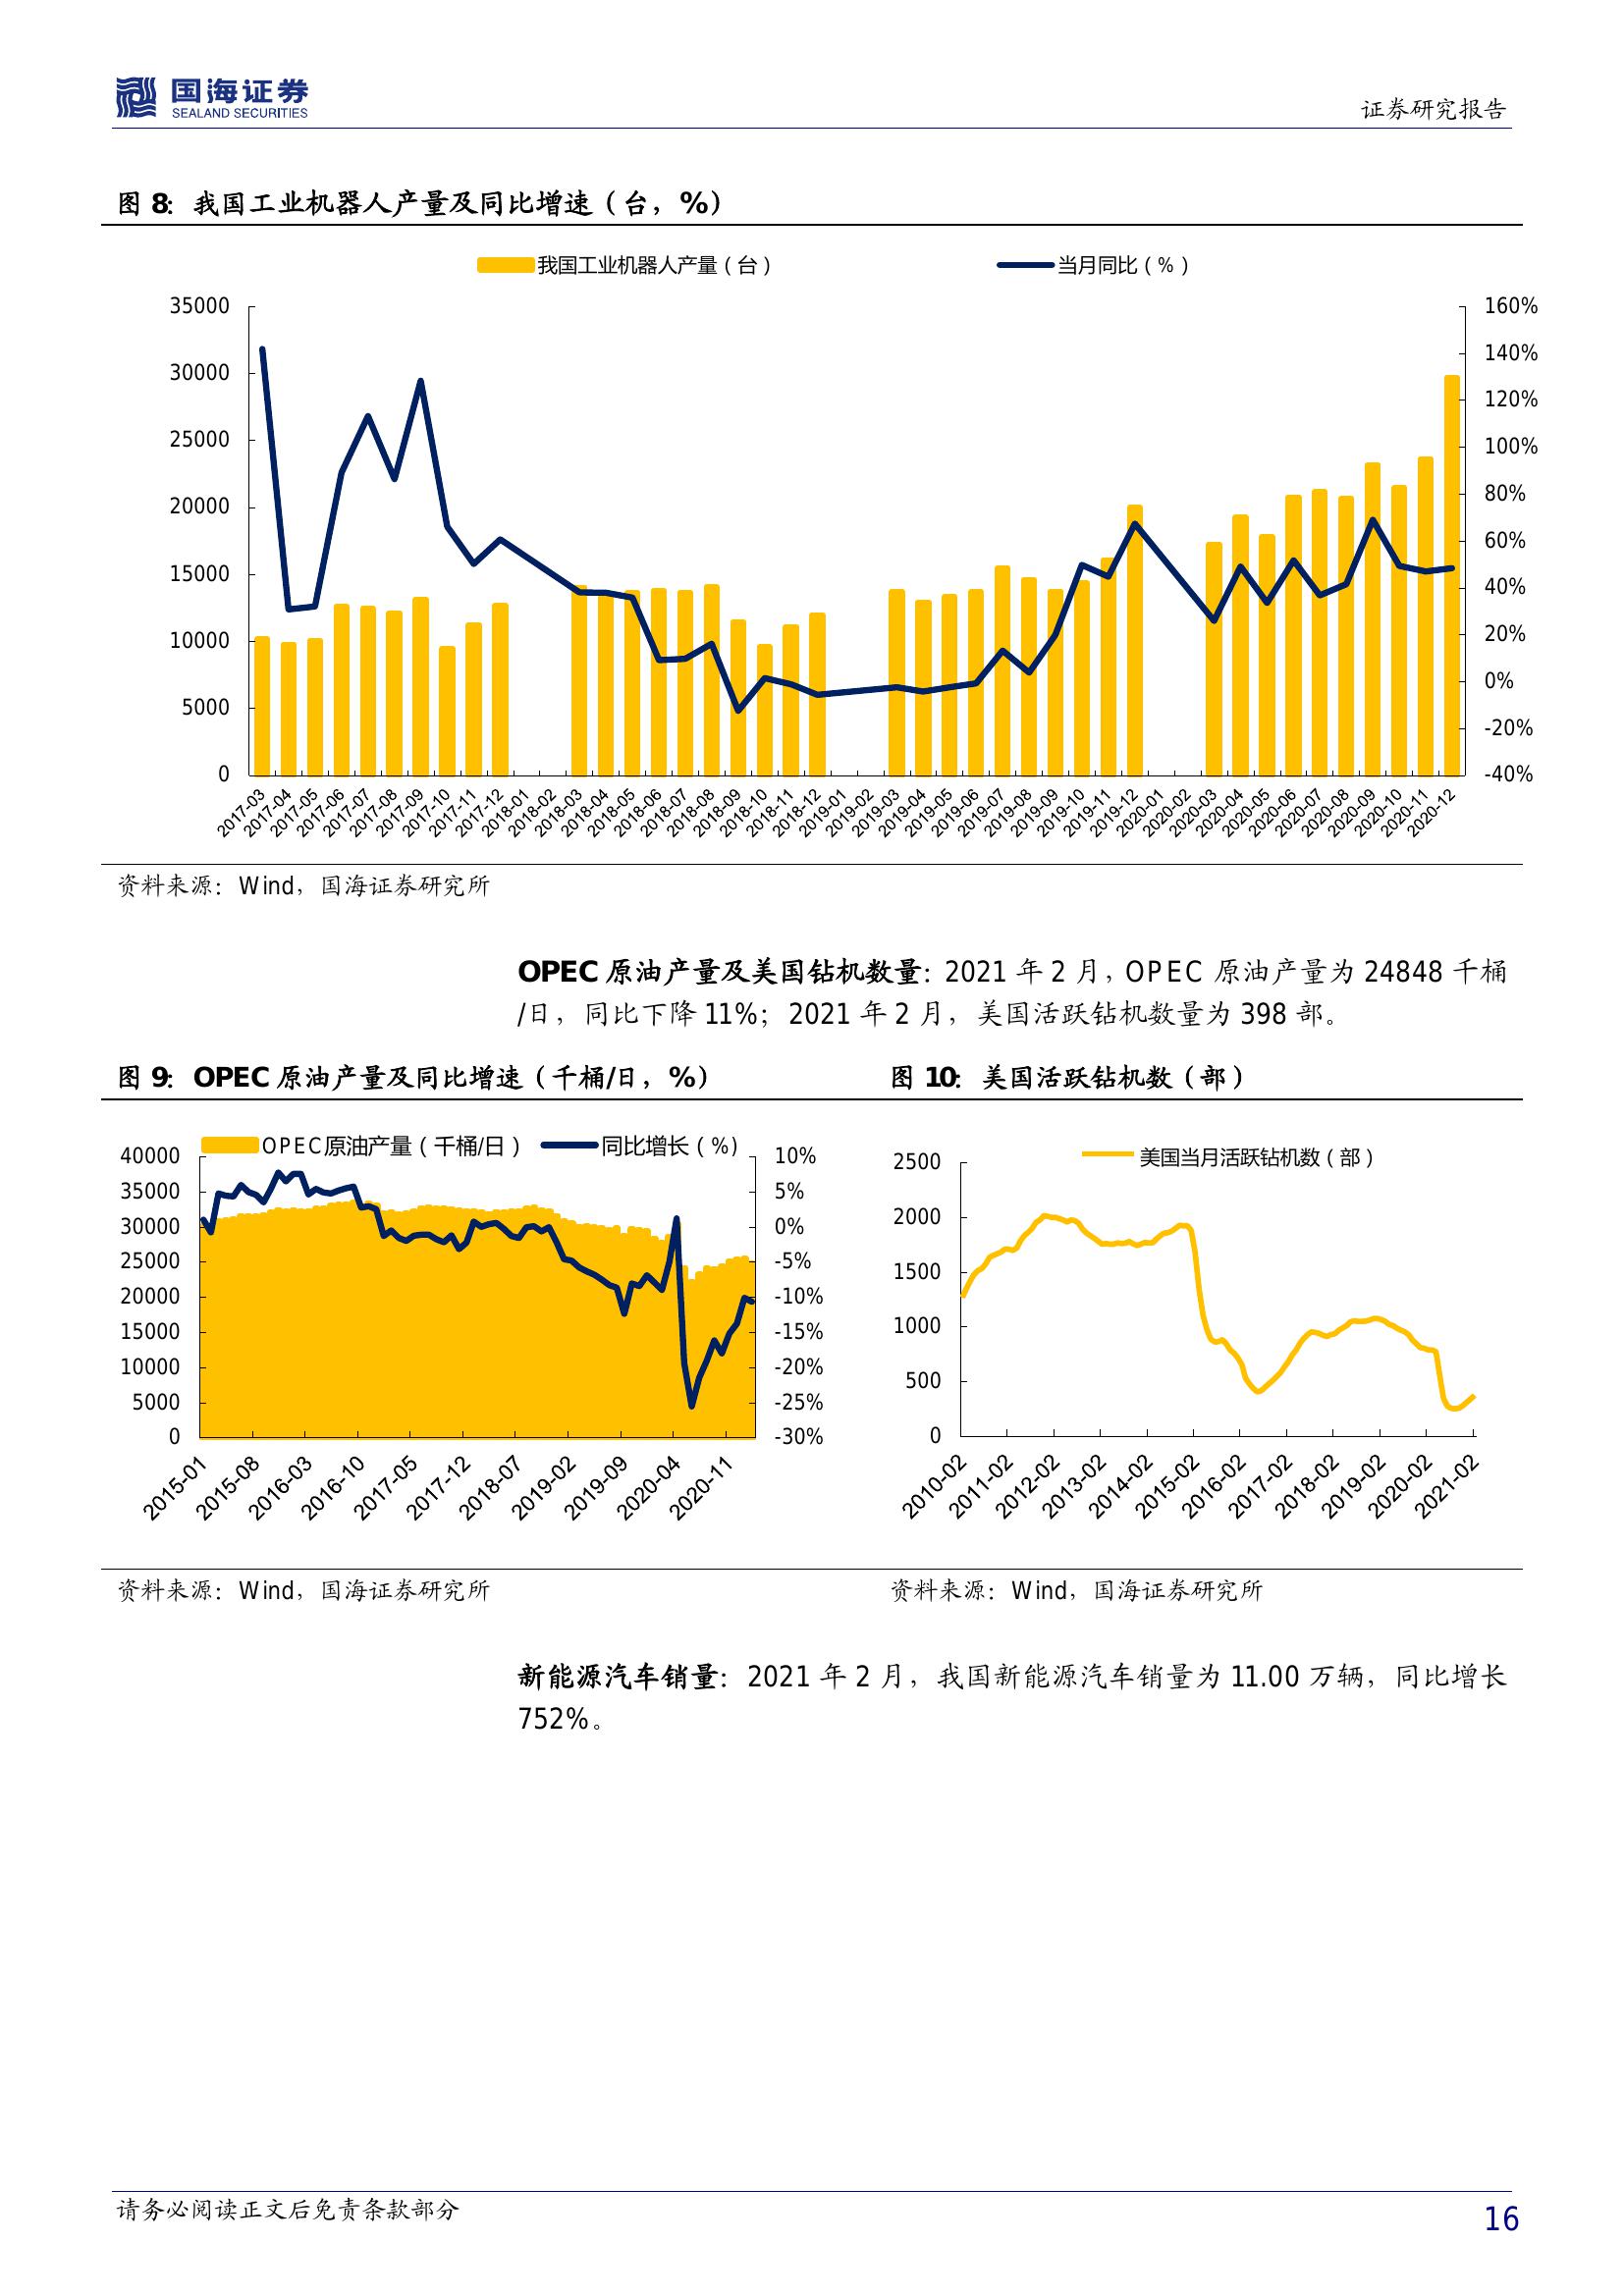 国海证券
SEALAND SECURITIES
证券研究报告
图 8：我国工业机器人产量及同比增速（台，%）
我国工业机器人产量（台） 当月同比（%）
35000
30000
25000
20000
15000
10000
5000
0
160%
140%
120%
100%
80%
60%
40%
20%
0%
-20%
-40%
2017-03 2017-04 2017-05 2017-06 2017-07 2017-08 2017-09 2017-10 2017-11 2017-12 2018-01 2018-02 2018-03 2018-04 2018-05 2018-06 2018-07 2018-08 2018-09 2018-10 2018-11 2018-12 2019-01 2019-02 2019-03 2019-04 2019-05 2019-06 2019-07 2019-08 2019-09 2019-10 2019-11 2019-12 2020-01 2020-02 2020-03 2020-04 2020-05 2020-06 2020-07 2020-08 2020-09 2020-10 2020-11 2020-12
资料来源：Wind，国海证券研究所
OPEC 原油产量及美国钻机数量：2021 年 2 月，OPEC 原油产量为 24848 千桶
/日，同比下降 11%；2021 年 2 月，美国活跃钻机数量为 398 部。
图 9：OPEC 原油产量及同比增速（千桶/日，%）
OPEC原油产量（千桶/日） 同比增长（%）
40000
35000
30000
25000
20000
15000
10000
5000
0
10%
5%
0%
-5%
-10%
-15%
-20%
-25%
-30%
2015-01 2015-08 2016-03 2016-10 2017-05 2017-12 2018-07 2019-02 2019-09 2020-04 2020-11
资料来源：Wind，国海证券研究所
图 10：美国活跃钻机数（部）
美国当月活跃钻机数（部）
2500
2000
1500
1000
500
0
2010-02 2011-02 2012-02 2013-02 2014-02 2015-02 2016-02 2017-02 2018-02 2019-02 2020-02 2021-02
资料来源：Wind，国海证券研究所
新能源汽车销量：2021 年 2 月，我国新能源汽车销量为 11.00 万辆，同比增长
752%。
请务必阅读正文后免责条款部分
16